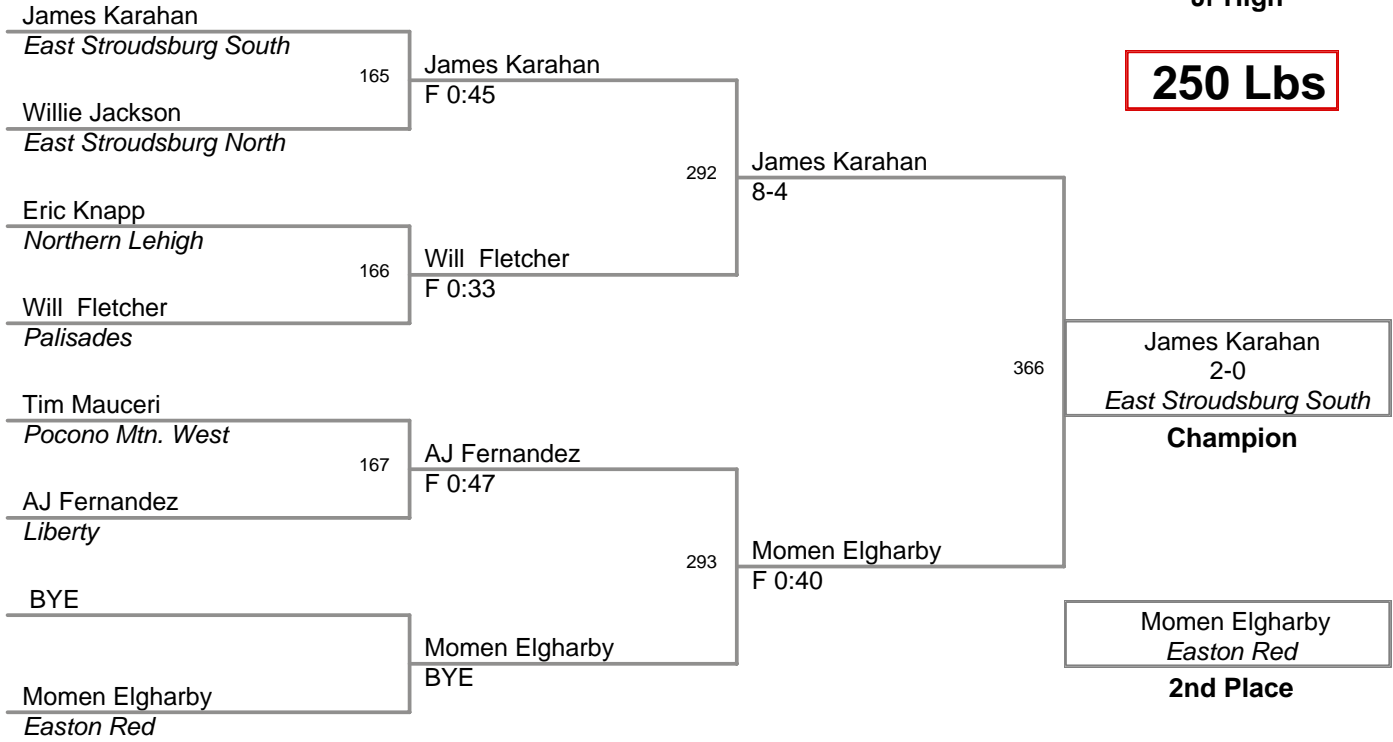 Jr High
250 Lbs
James Karahan
East Stroudsburg South
165
James Karahan
F 0:45
Willie Jackson
East Stroudsburg North
292
James Karahan
8-4
Eric Knapp
Northern Lehigh
166
Will Fletcher
F 0:33
Will Fletcher
Palisades
366
James Karahan
2-0
East Stroudsburg South
Champion
Tim Mauceri
Pocono Mtn. West
167
AJ Fernandez
F 0:47
AJ Fernandez
Liberty
293
Momen Elgharby
F 0:40
BYE
Momen Elgharby
BYE
Momen Elgharby
Easton Red
Momen Elgharby
Easton Red
2nd Place